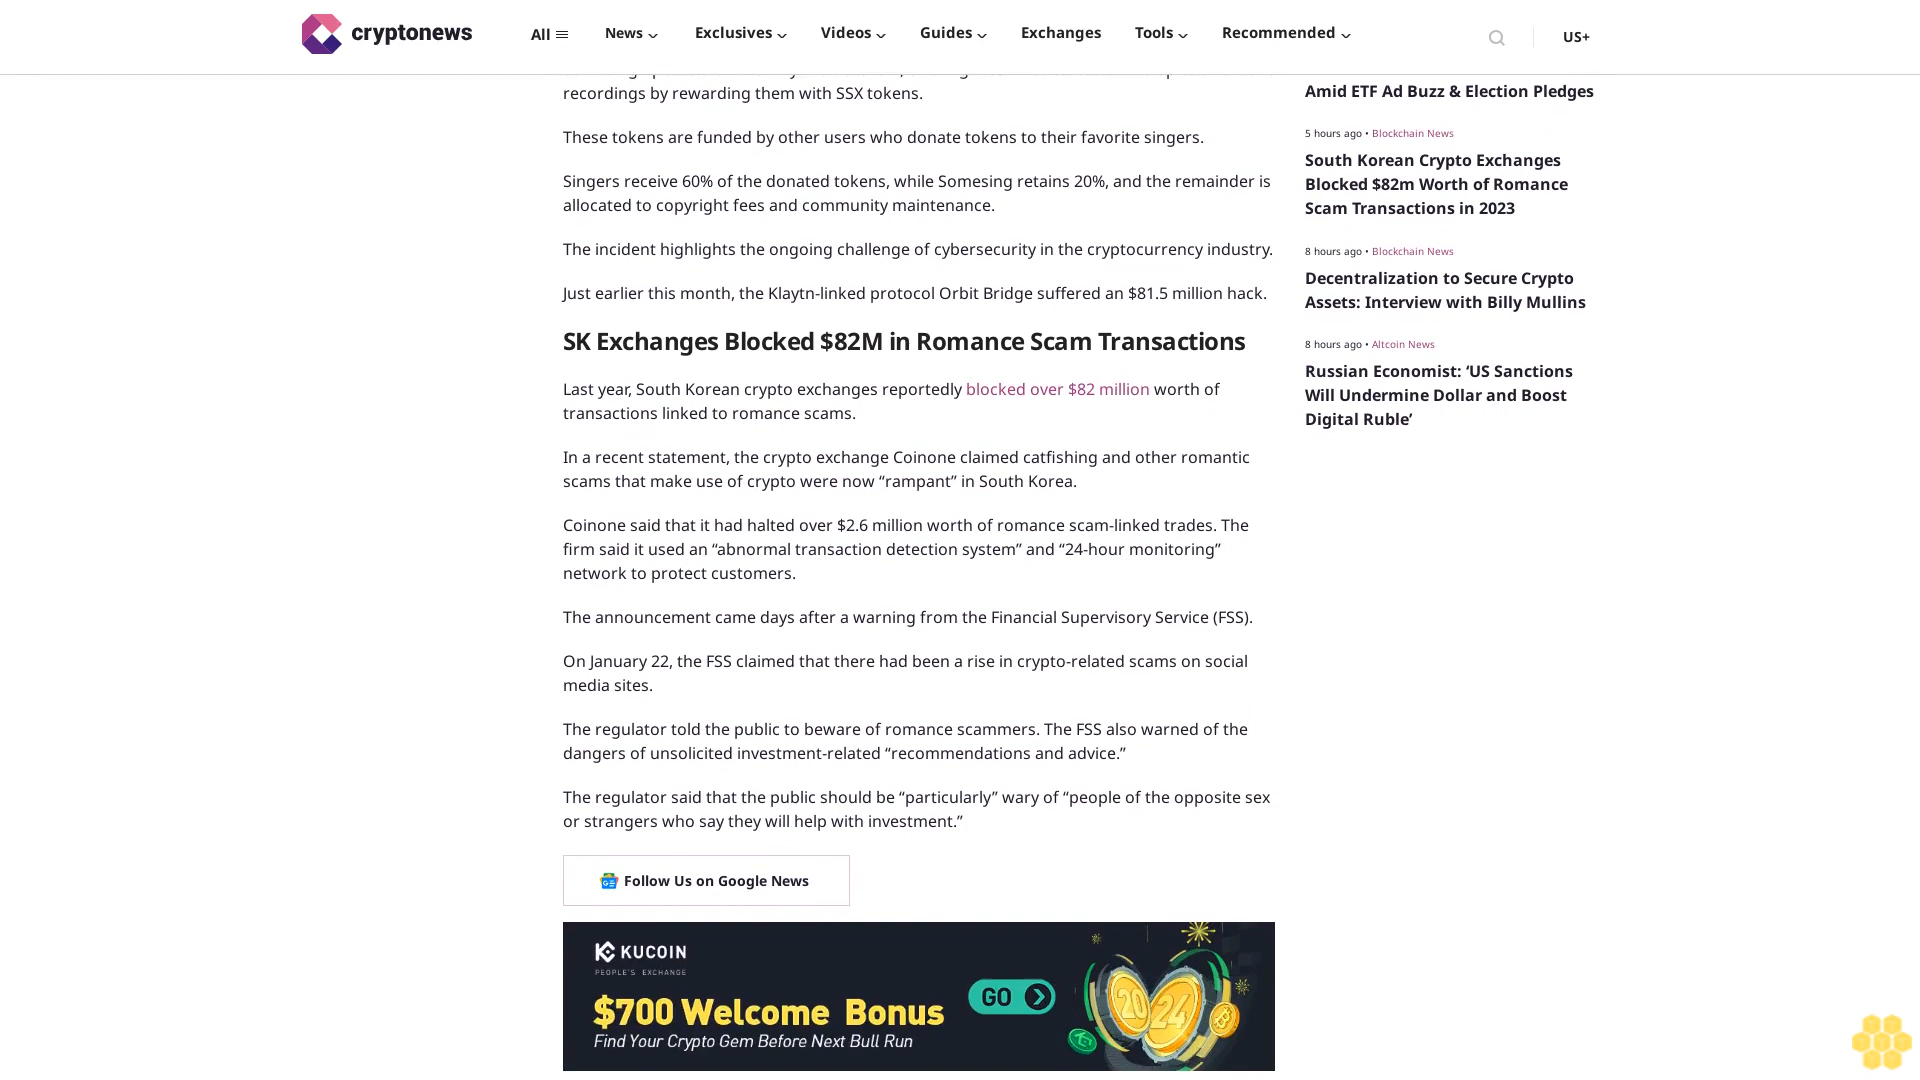 cryptonews
All
News
Exclusives
Videos
Guides
Exchanges
Tools
Recommended
US+
recordings by rewarding them with SSX tokens.
These tokens are funded by other users who donate tokens to their favorite singers.
Singers receive 60% of the donated tokens, while Somesing retains 20%, and the remainder is
allocated to copyright fees and community maintenance.
The incident highlights the ongoing challenge of cybersecurity in the cryptocurrency industry.
Just earlier this month, the Klaytn-linked protocol Orbit Bridge suffered an $81.5 million hack.
SK Exchanges Blocked $82M in Romance Scam Transactions
Last year, South Korean crypto exchanges reportedly blocked over $82 million worth of
transactions linked to romance scams.
In a recent statement, the crypto exchange Coinone claimed catfishing and other romantic
scams that make use of crypto were now “rampant” in South Korea.
Coinone said that it had halted over $2.6 million worth of romance scam-linked trades. The
firm said it used an “abnormal transaction detection system” and “24-hour monitoring”
network to protect customers.
The announcement came days after a warning from the Financial Supervisory Service (FSS).
On January 22, the FSS claimed that there had been a rise in crypto-related scams on social
media sites.
The regulator told the public to beware of romance scammers. The FSS also warned of the
dangers of unsolicited investment-related “recommendations and advice.”
The regulator said that the public should be “particularly” wary of “people of the opposite sex
or strangers who say they will help with investment.”
Follow Us on Google News
KUCOIN
PEOPLE'S EXCHANGE
$700 Welcome Bonus
Find Your Crypto Gem Before Next Bull Run
GO
20
24
Amid ETF Ad Buzz & Election Pledges
5 hours ago • Blockchain News
South Korean Crypto Exchanges
Blocked $82m Worth of Romance
Scam Transactions in 2023
8 hours ago • Blockchain News
Decentralization to Secure Crypto
Assets: Interview with Billy Mullins
8 hours ago • Altcoin News
Russian Economist: ‘US Sanctions
Will Undermine Dollar and Boost
Digital Ruble’